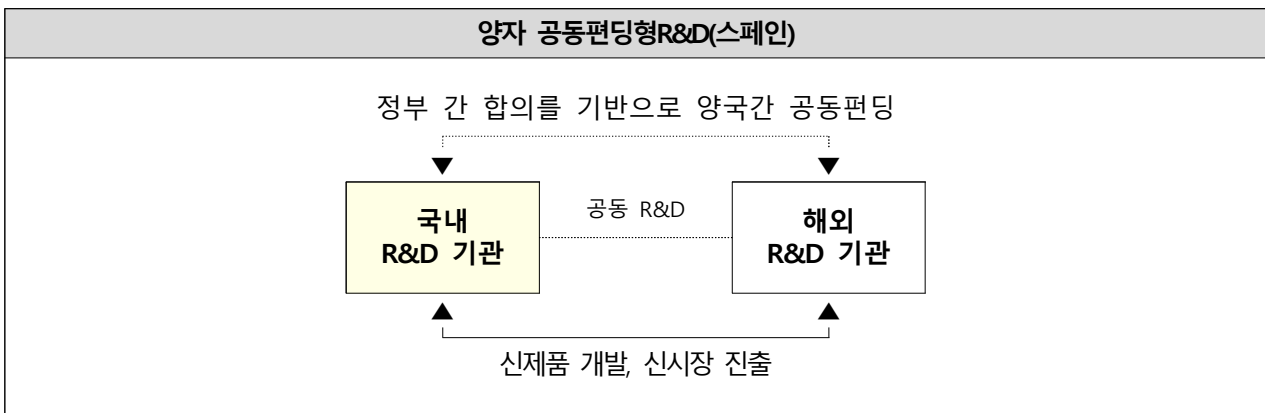 양자 공동펀딩형R&D(스페인)
정부 간 합의를 기반으로 양국간 공동펀딩
국내
R&D 기관
공동 R&D
해외
R&D 기관
신제품 개발, 신시장 진출